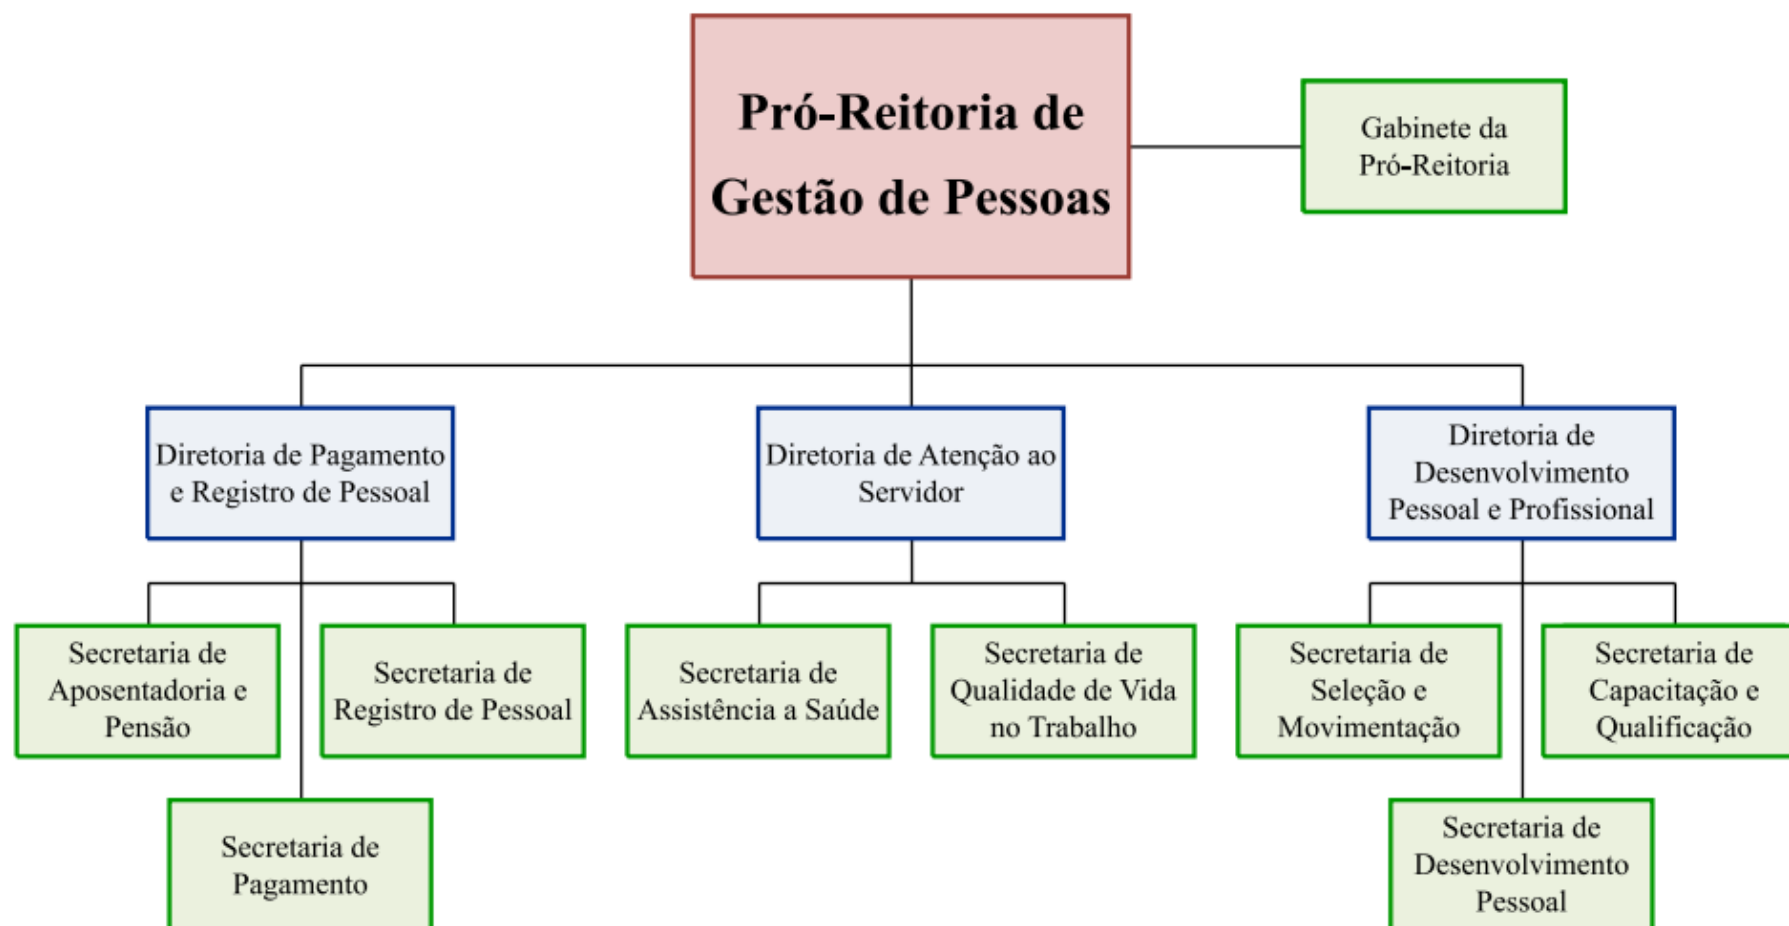 Pró-Reitoria de
Gestão de Pessoas
Gabinete da
Pró-Reitoria
Diretoria de Pagamento
e Registro de Pessoal
Diretoria de Atenção ao
Servidor
Diretoria de
Desenvolvimento
Pessoal e Profissional
Secretaria de
Aposentadoria e
Pensão
Secretaria de
Registro de Pessoal
Secretaria de
Assistência a Saúde
Secretaria de
Qualidade de Vida
no Trabalho
Secretaria de
Seleção e
Movimentação
Secretaria de
Capacitação e
Qualificação
Secretaria de
Pagamento
Secretaria de
Desenvolvimento
Pessoal